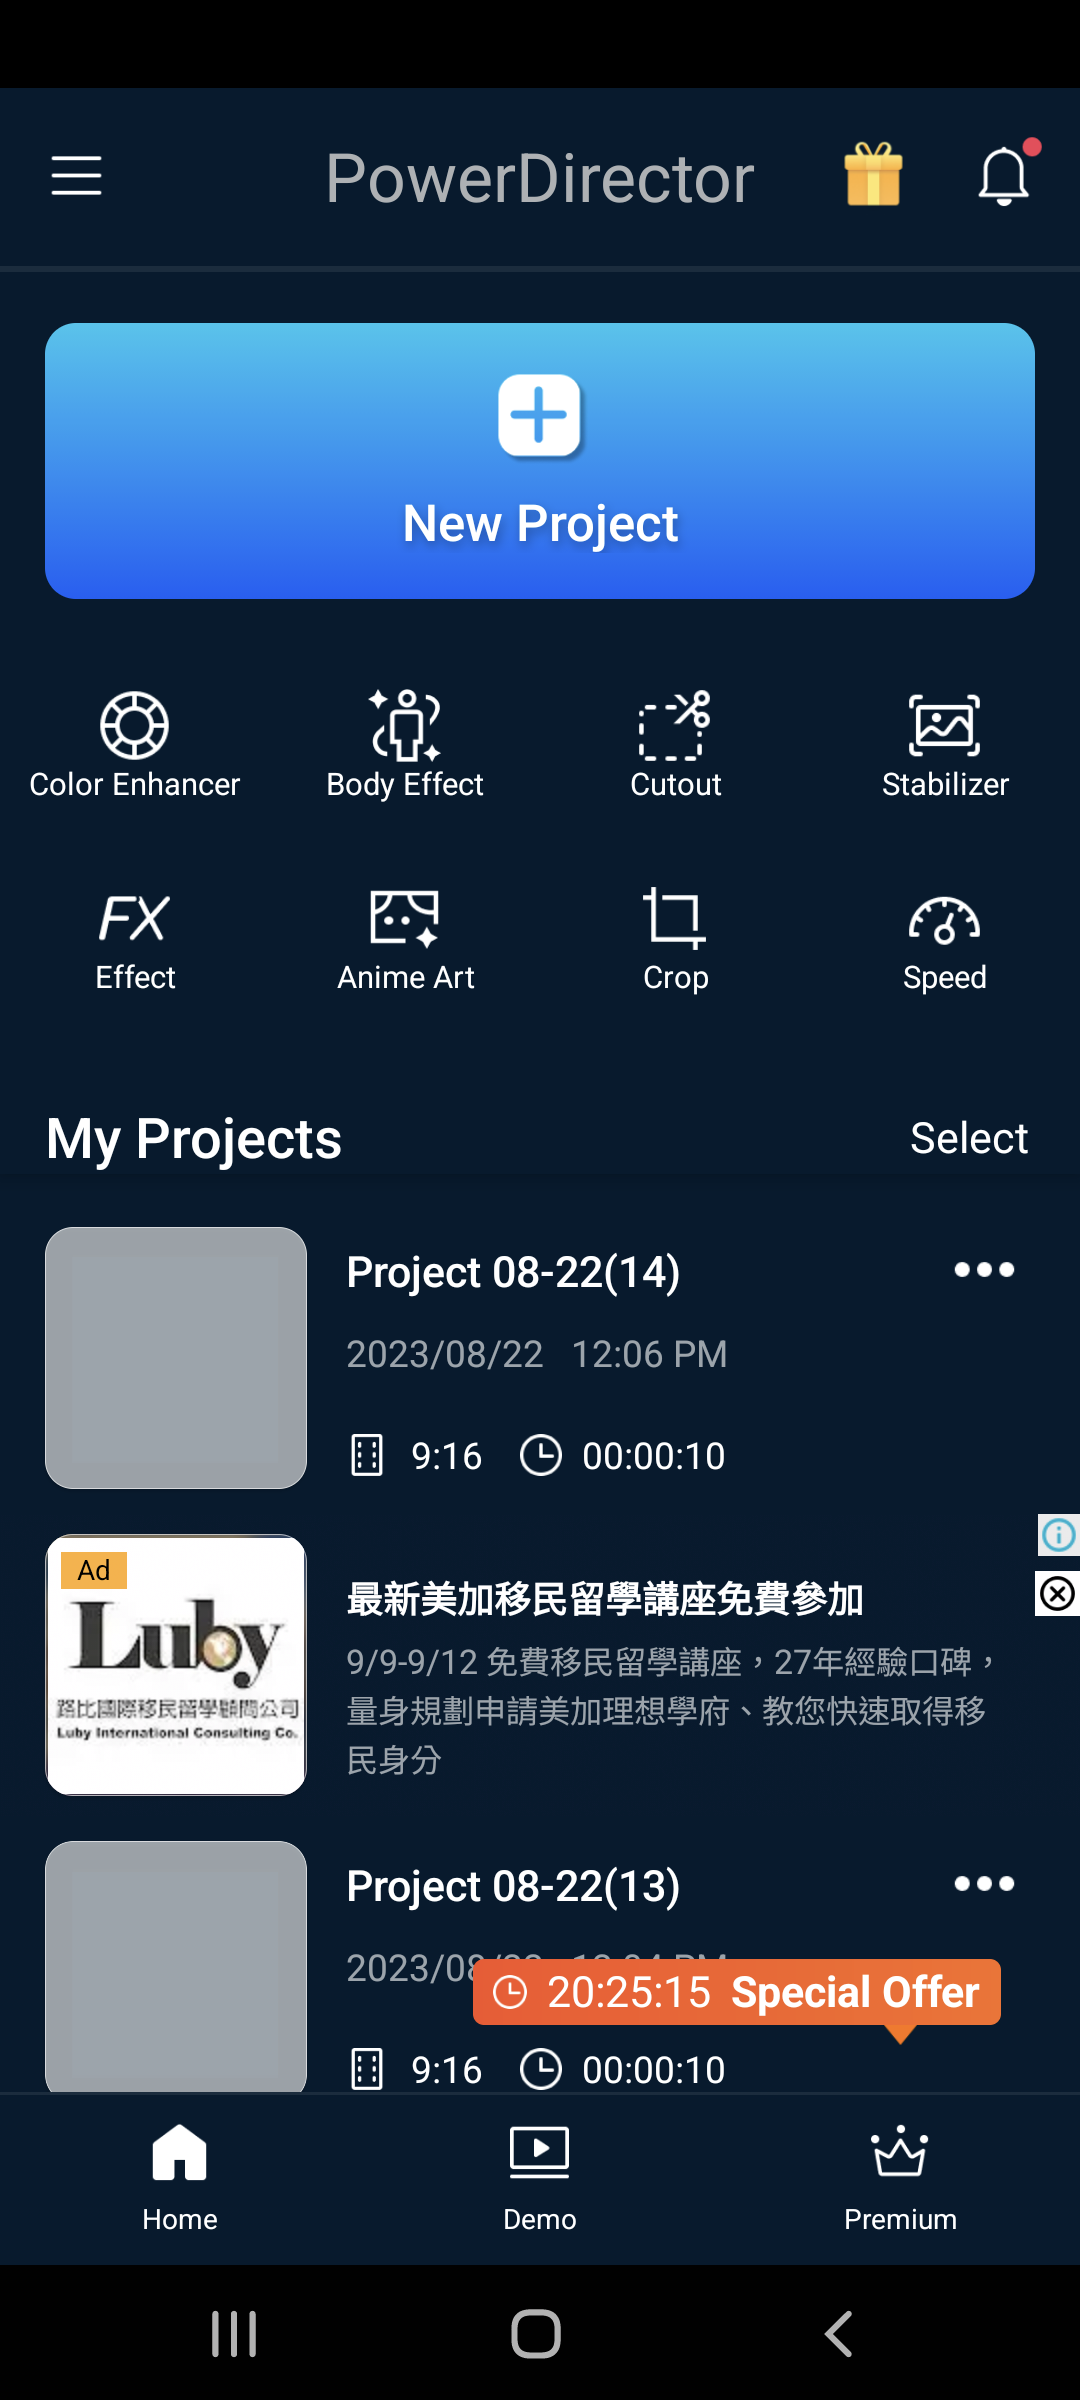 PowerDirector
New Project
Color Enhancer
Body Effect
Cutout
Stabilizer
FX
Effect
Anime Art
Crop
Speed
My Projects
Select
Project 08-22(14)
2023/08/22 12:06 PM
9:16 00:00:10
Ad
Luby
路比國際移民留學顧問公司
Luby International Consulting Co.
最新美加移民留學講座免費參加
9/9-9/12 免費移民留學講座，27年經驗口碑，
量身規劃申請美加理想學府、教您快速取得移
民身分
Project 08-22(13)
2023/08
20:25:15 Special Offer
9:16 00:00:10
Home
Demo
Premium